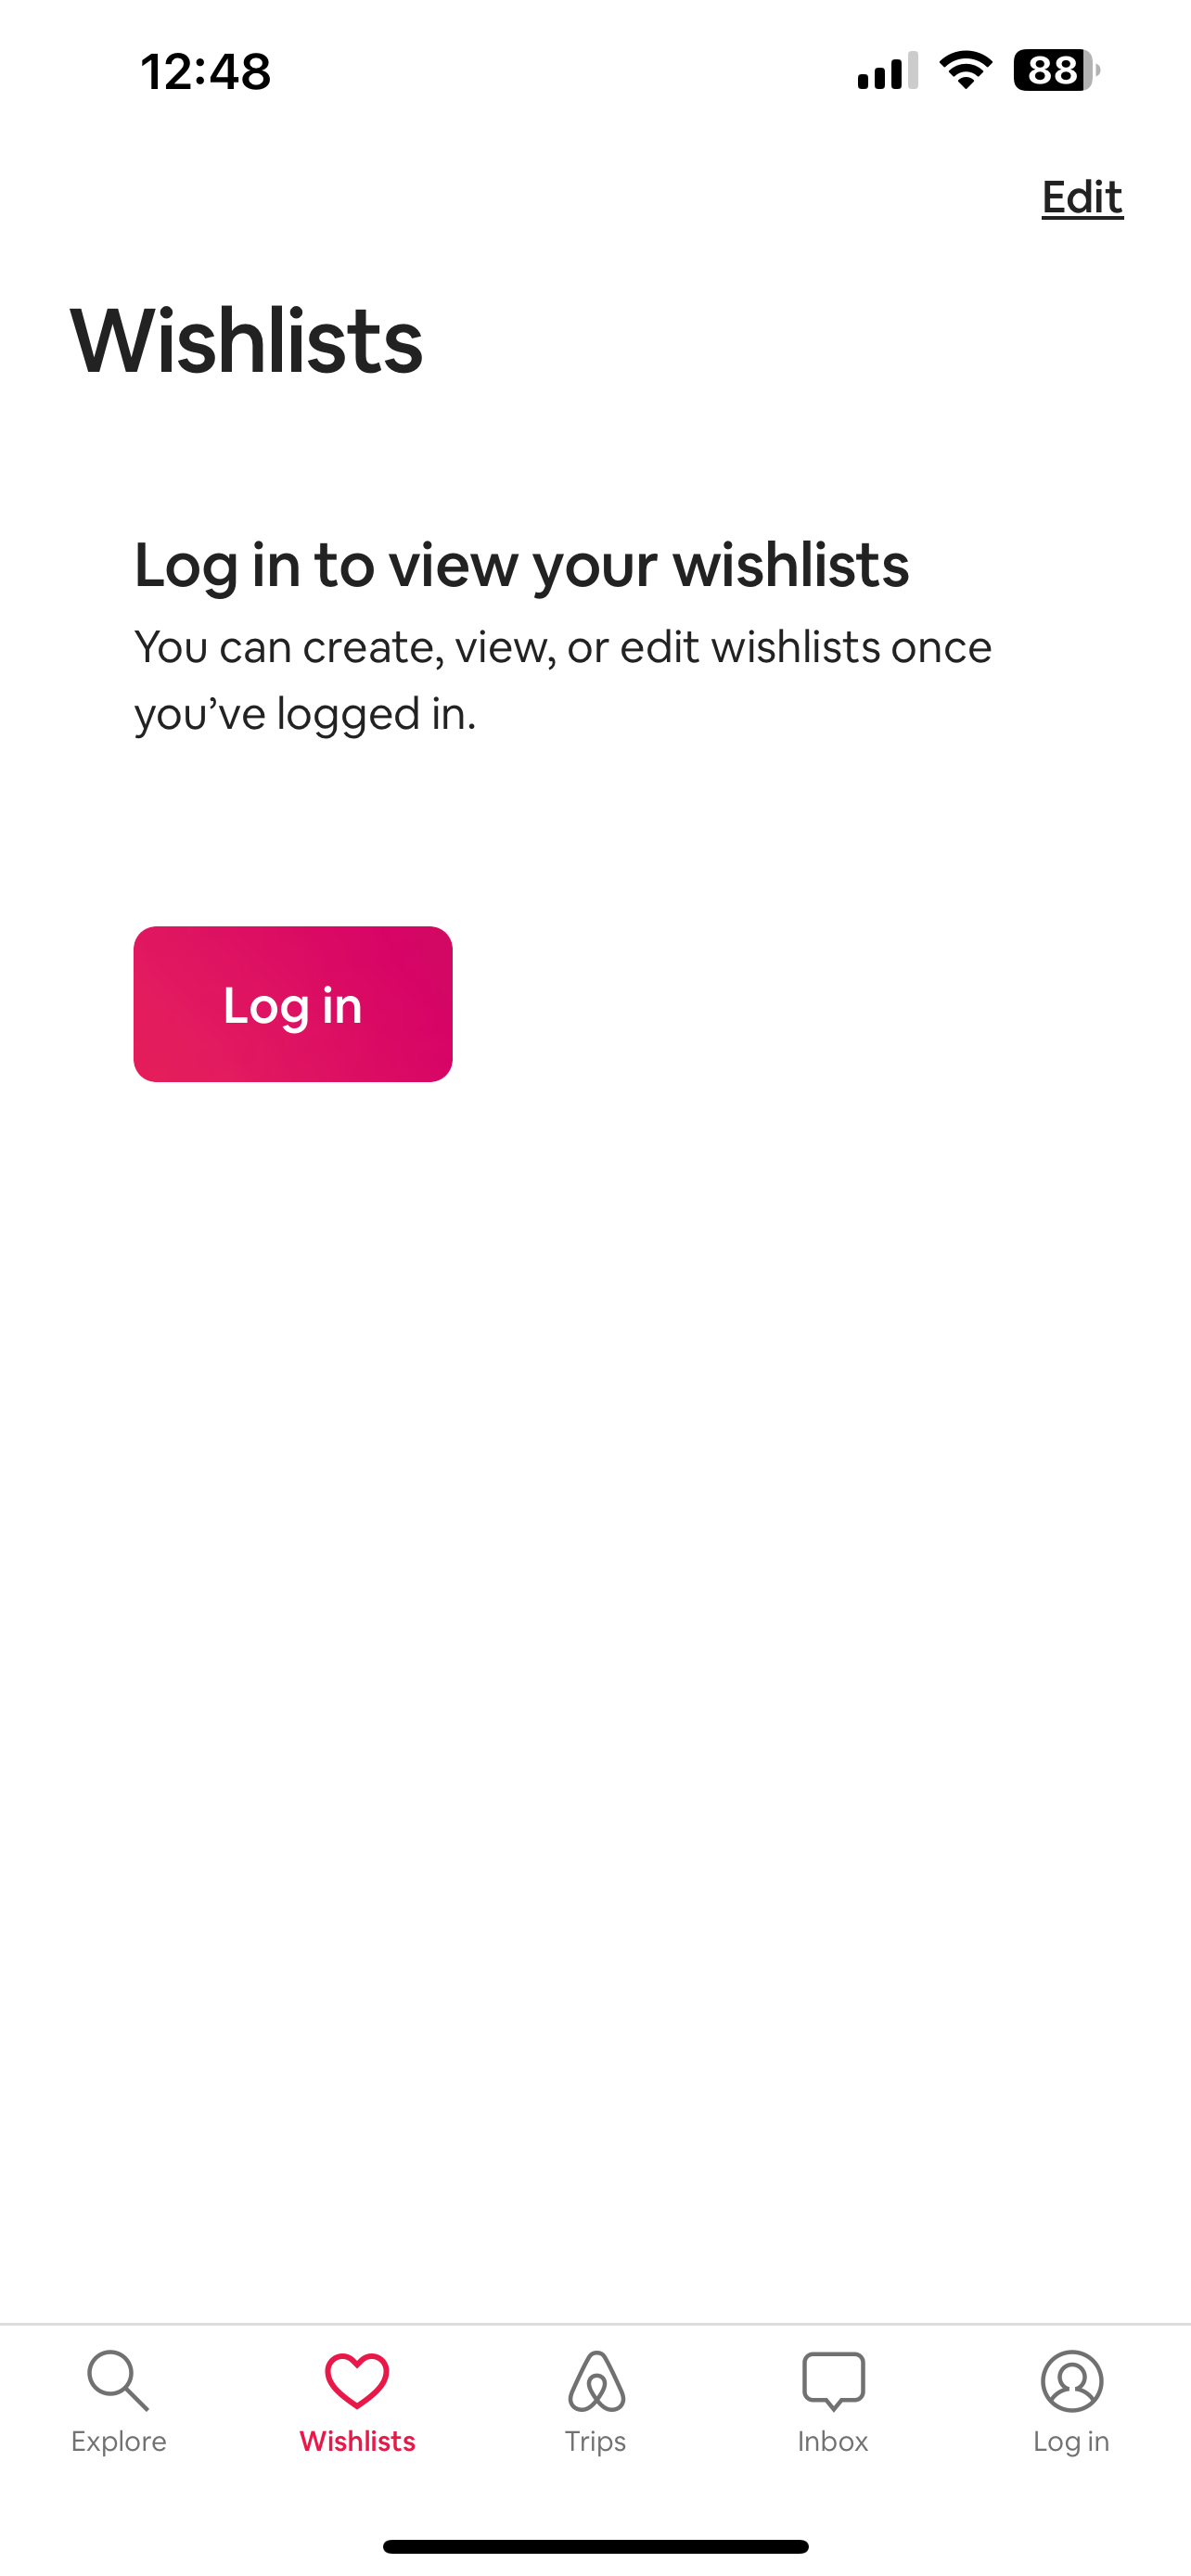 12:48
88
Edit
Wishlists
Log in to view your wishlists
You can create, view, or edit wishlists once
you’ve logged in.
Log in
Explore
Wishlists
Trips
Inbox
Log in